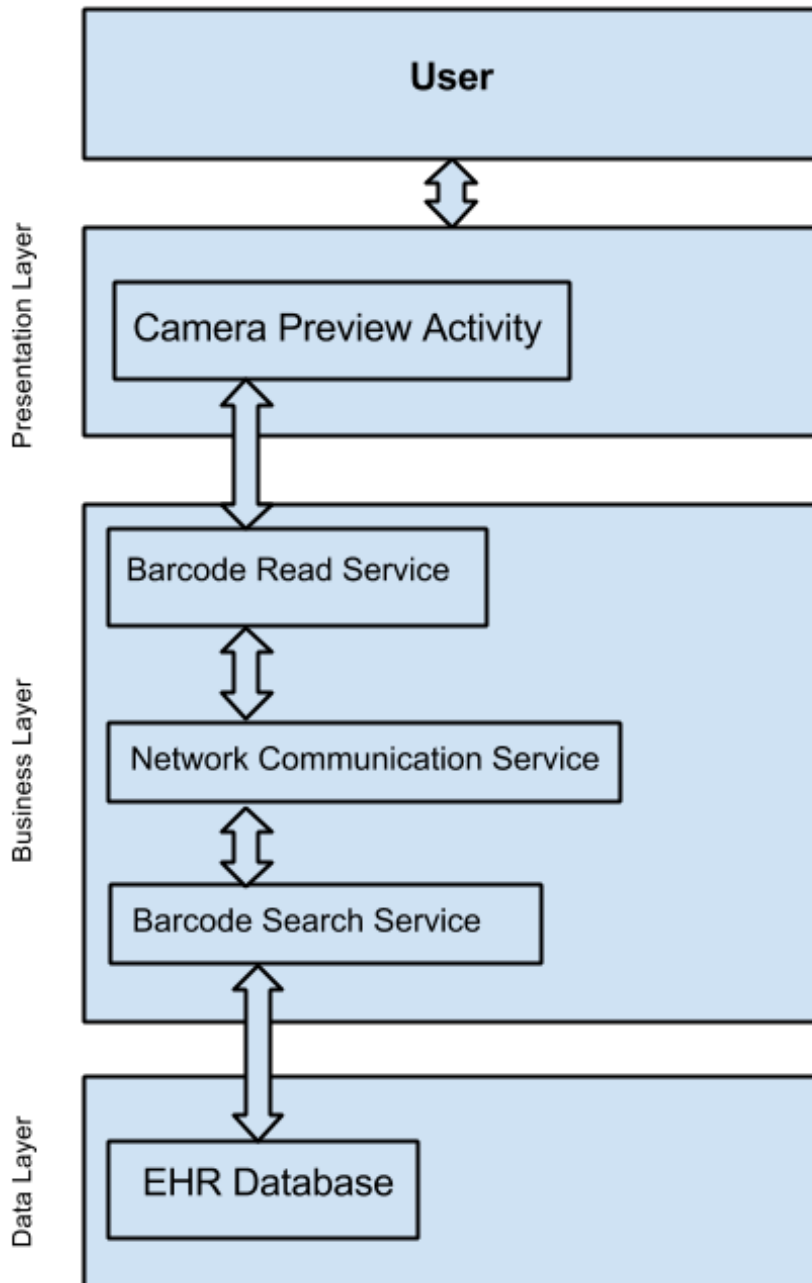 User
Presentation Layer
Camera Preview Activity
Business Layer
Barcode Read Service
Network Communication Service
Barcode Search Service
Data Layer
EHR Database